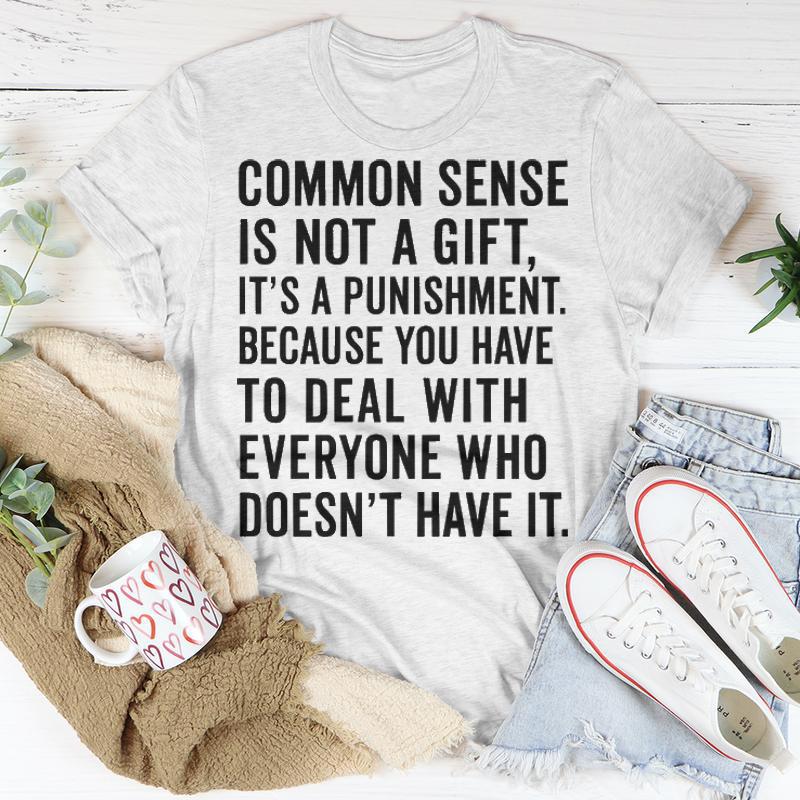 COMMON SENSE
IS NOT A GIFT,
IT'S A PUNISHMENT.
BECAUSE YOU HAVE
TO DEAL WITH
EVERYONE WHO
DOESN'T HAVE IT.